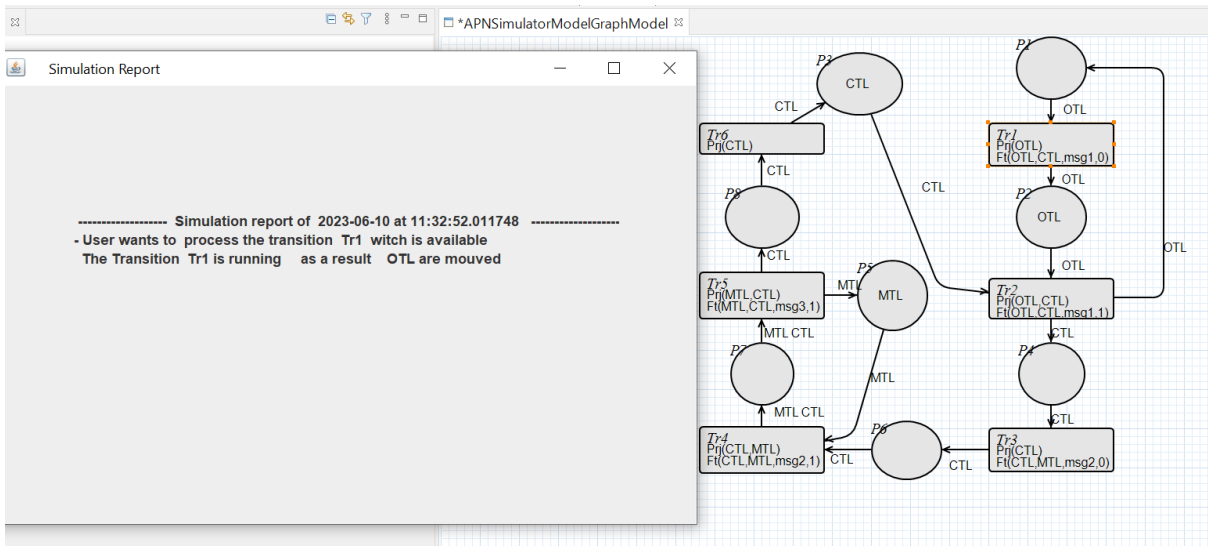 *APNSimulatorModelGraphModel
Simulation Report
------------------- Simulation report of 2023-06-10 at 11:32:52.011748 -------------------
- User wants to process the transition Tr1 witch is available
The Transition Tr1 is running as a result OTL are mouved
P1
P3
CTL
CTL
OTL
Tr6
Prj(CTL)
Tr1
Prj(OTL)
Ft(OTL,CTL,msg1,0)
CTL
OTL
CTL
P8
P2
OTL
CTL
OTL
OTL
P5
MTL
MTL
Tr5
Prj(MTL,CTL)
Ft(MTL,CTL,msg3,1)
Tr2
Prj(OTL,CTL)
Ft(OTL,CTL,msg1,1)
MTL CTL
CTL
P7
P4
MTL
MTL CTL
CTL
P6
Tr4
Prj(CTL,MTL)
Ft(CTL,MTL,msg2,1)
CTL
CTL
Tr3
Prj(CTL)
Ft(CTL,MTL,msg2,0)